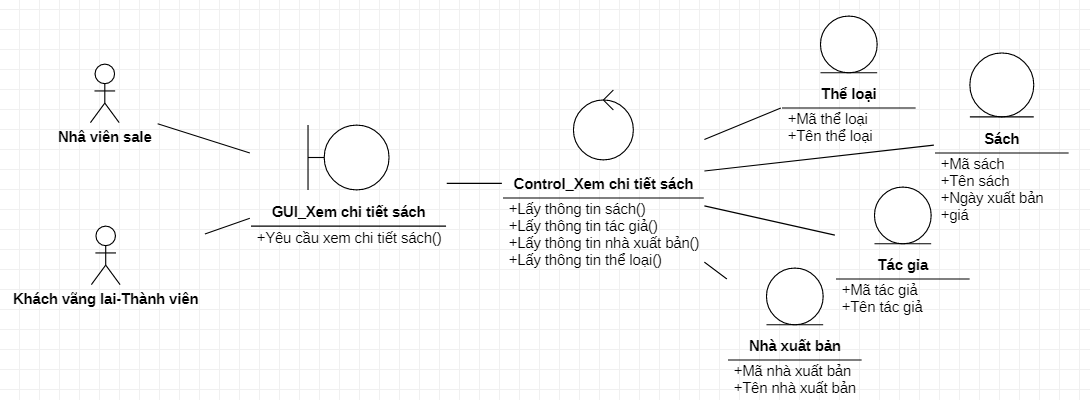 Nhâ viên sale
Khách vãng lai-Thành viên
GUI_Xem chi tiết sách
+Yêu cầu xem chi tiết sách()
Control_Xem chi tiết sách
+Lấy thông tin sách()
+Lấy thông tin tác giả()
+Lấy thông tin nhà xuất bản()
+Lấy thông tin thể loại()
Thể loại
+Mã thể loại
+Tên thể loại
Sách
+Mã sách
+Tên sách
+Ngày xuất bản
+giá
Tác gia
+Mã tác giả
+Tên tác giả
Nhà xuất bản
+Mã nhà xuất bản
+Tên nhà xuất bản